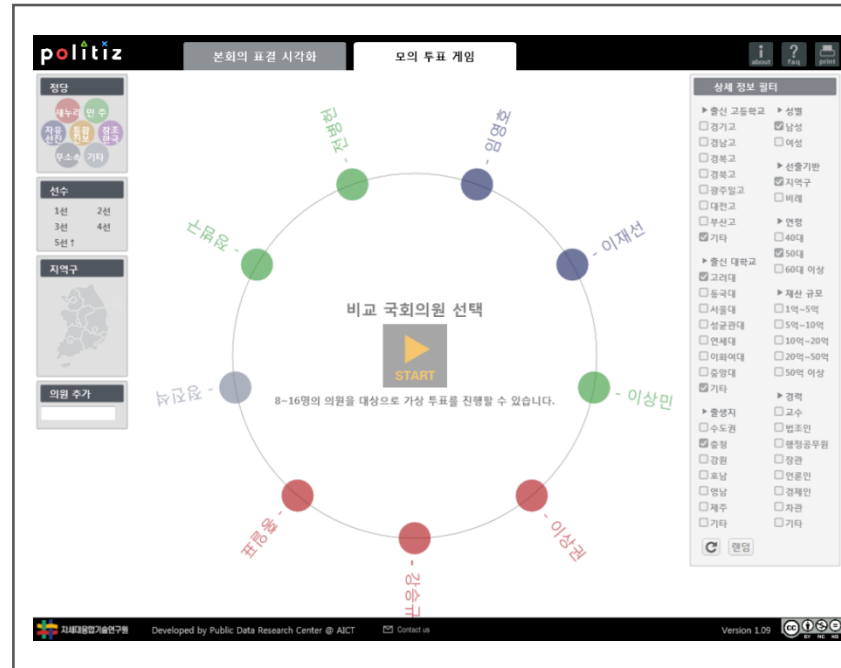 politiz
본회의 표결 시각화
모의 투표 게임
i about
? faq
print
정당
새누리 민주
자유선진 통합진보 창조한국
무소속 기타
선수
1선 2선
3선 4선
5선↑
지역구
의원 추가
전병헌
임영호
정범구
이재선
정진석
이상민
홍일표
강승규
이상권
비교 국회의원 선택
START
8~16명의 의원을 대상으로 가상 투표를 진행할 수 있습니다.
상세 정보 필터
▶출신 고등학교
경기고
경남고
경복고
경북고
광주일고
대전고
부산고
기타
▶출신 대학교
고려대
동국대
서울대
성균관대
연세대
이화여대
중앙대
기타
▶출생지
수도권
충청
강원
호남
영남
제주
기타
▶성별
남성
여성
▶선출기반
지역구
비례
▶연령
40대
50대
60대 이상
▶재산 규모
1억~5억
5억~10억
10억~20억
20억~50억
50억 이상
▶경력
교수
법조인
행정공무원
장관
언론인
경제인
차관
기타
랜덤
차세대융합기술연구원
Developed by Public Data Research Center @ AICT
Contact us
Version 1.09
cc BY NC ND